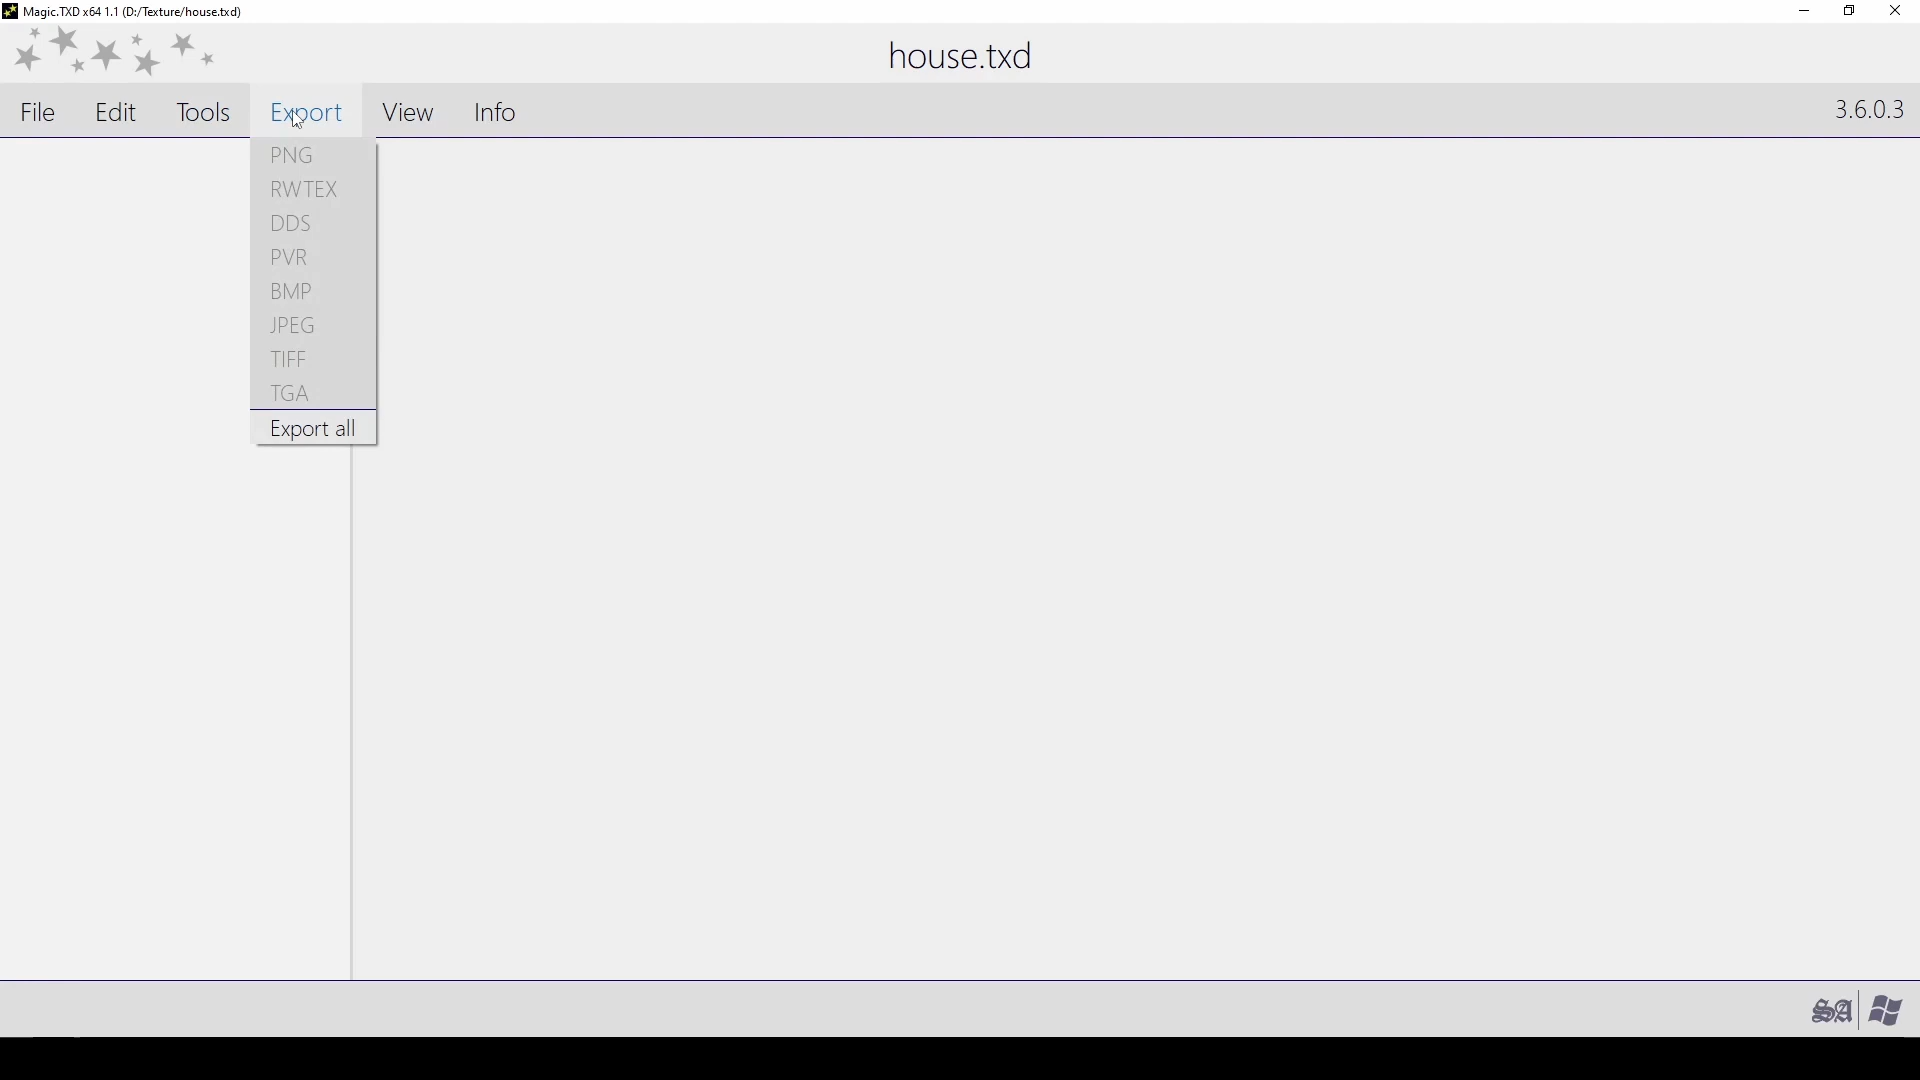 Magic.TXD x64 1.1 (D:/Texture/house.txd)
house.txd
File Edit Tools Export View Info 3.6.0.3
PNG
RWTEX
DDS
PVR
BMP
JPEG
TIFF
TGA
Export all
SA